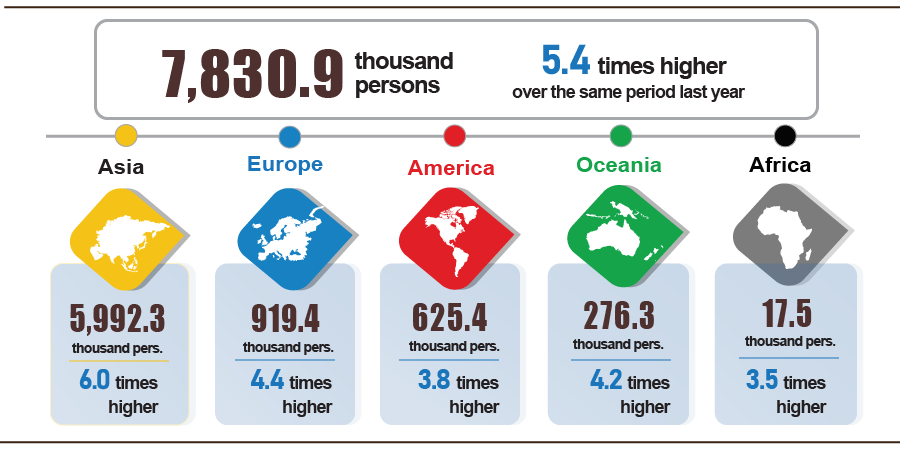 7,830.9 thousand persons
5.4 times higher
over the same period last year
Asia
Europe
America
Oceania
Africa
5,992.3
thousand pers.
6.0 times
higher
919.4
thousand pers.
4.4 times
higher
625.4
thousand pers.
3.8 times
higher
276.3
thousand pers.
4.2 times
higher
17.5
thousand pers.
3.5 times
higher